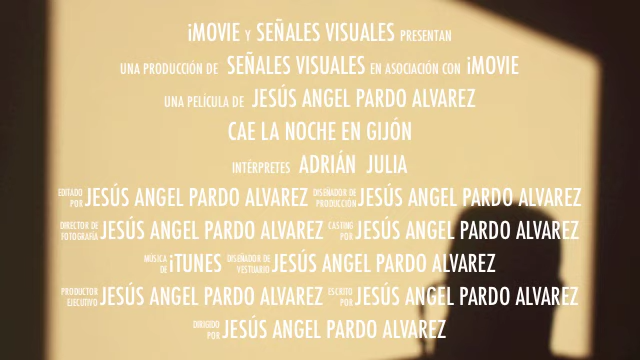 iMOVIE Y SEÑALES VISUALES PRESENTAN
UNA PRODUCCIÓN DE SEÑALES VISUALES EN ASOCIACIÓN CON iMOVIE
UNA PELÍCULA DE JESÚS ANGEL PARDO ALVAREZ
CAE LA NOCHE EN GIJÓN
INTÉRPRETES ADRIÁN JULIA
EDITADO POR JESÚS ANGEL PARDO ALVAREZ DISEÑADOR DE PRODUCCIÓN JESÚS ANGEL PARDO ALVAREZ
DIRECTOR DE FOTOGRAFÍA JESÚS ANGEL PARDO ALVAREZ CASTING POR JESÚS ANGEL PARDO ALVAREZ
MÚSICA DE iTUNES DISEÑADOR DE VESTUARIO JESÚS ANGEL PARDO ALVAREZ
PRODUCTOR EJECUTIVO JESÚS ANGEL PARDO ALVAREZ ESCRITO POR JESÚS ANGEL PARDO ALVAREZ
DIRIGIDO POR JESÚS ANGEL PARDO ALVAREZ